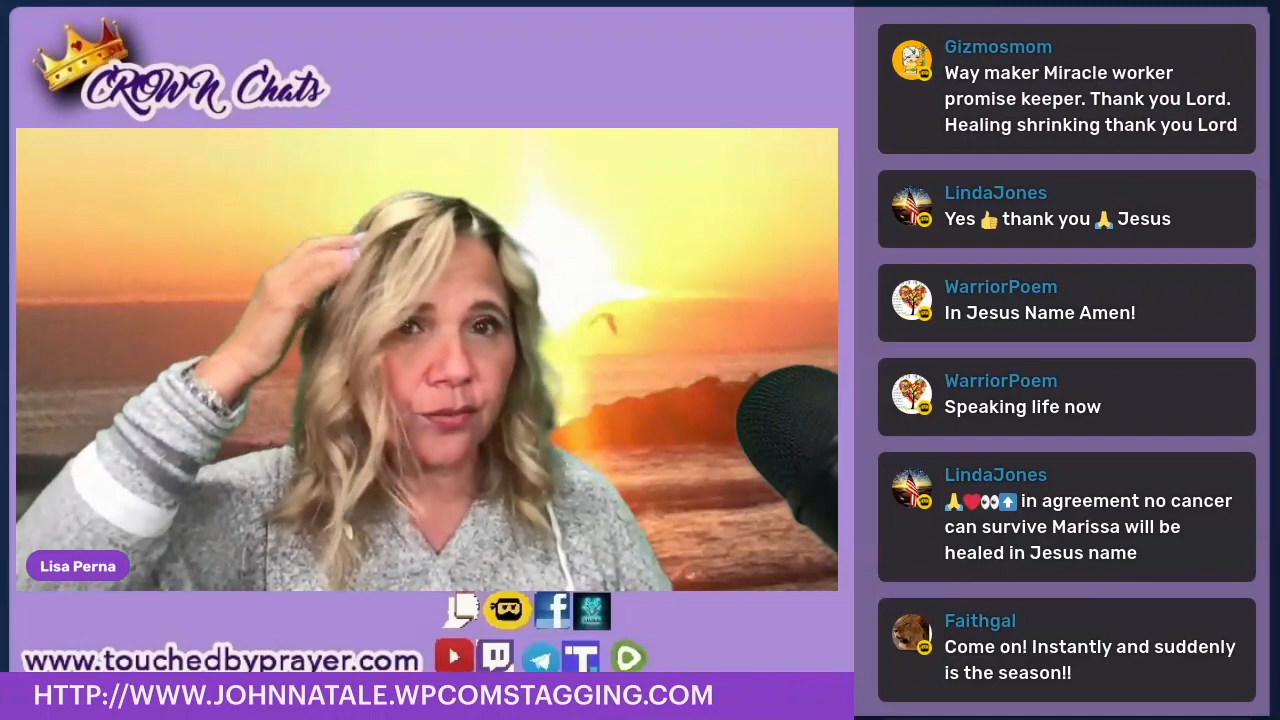 CROWN Chats
Lisa Perna
www.touchedbyprayer.com
HTTP://WWW.JOHNNATALE.WPCOMSTAGGING.COM
Gizmosmom
Way maker Miracle worker
promise keeper. Thank you Lord.
Healing shrinking thank you Lord
LindaJones
Yes 👍 thank you 🙏 Jesus
WarriorPoem
In Jesus Name Amen!
WarriorPoem
Speaking life now
LindaJones
🙏❤️👀⬆️ in agreement no cancer
can survive Marissa will be
healed in Jesus name
Faithgal
Come on! Instantly and suddenly
is the season!!